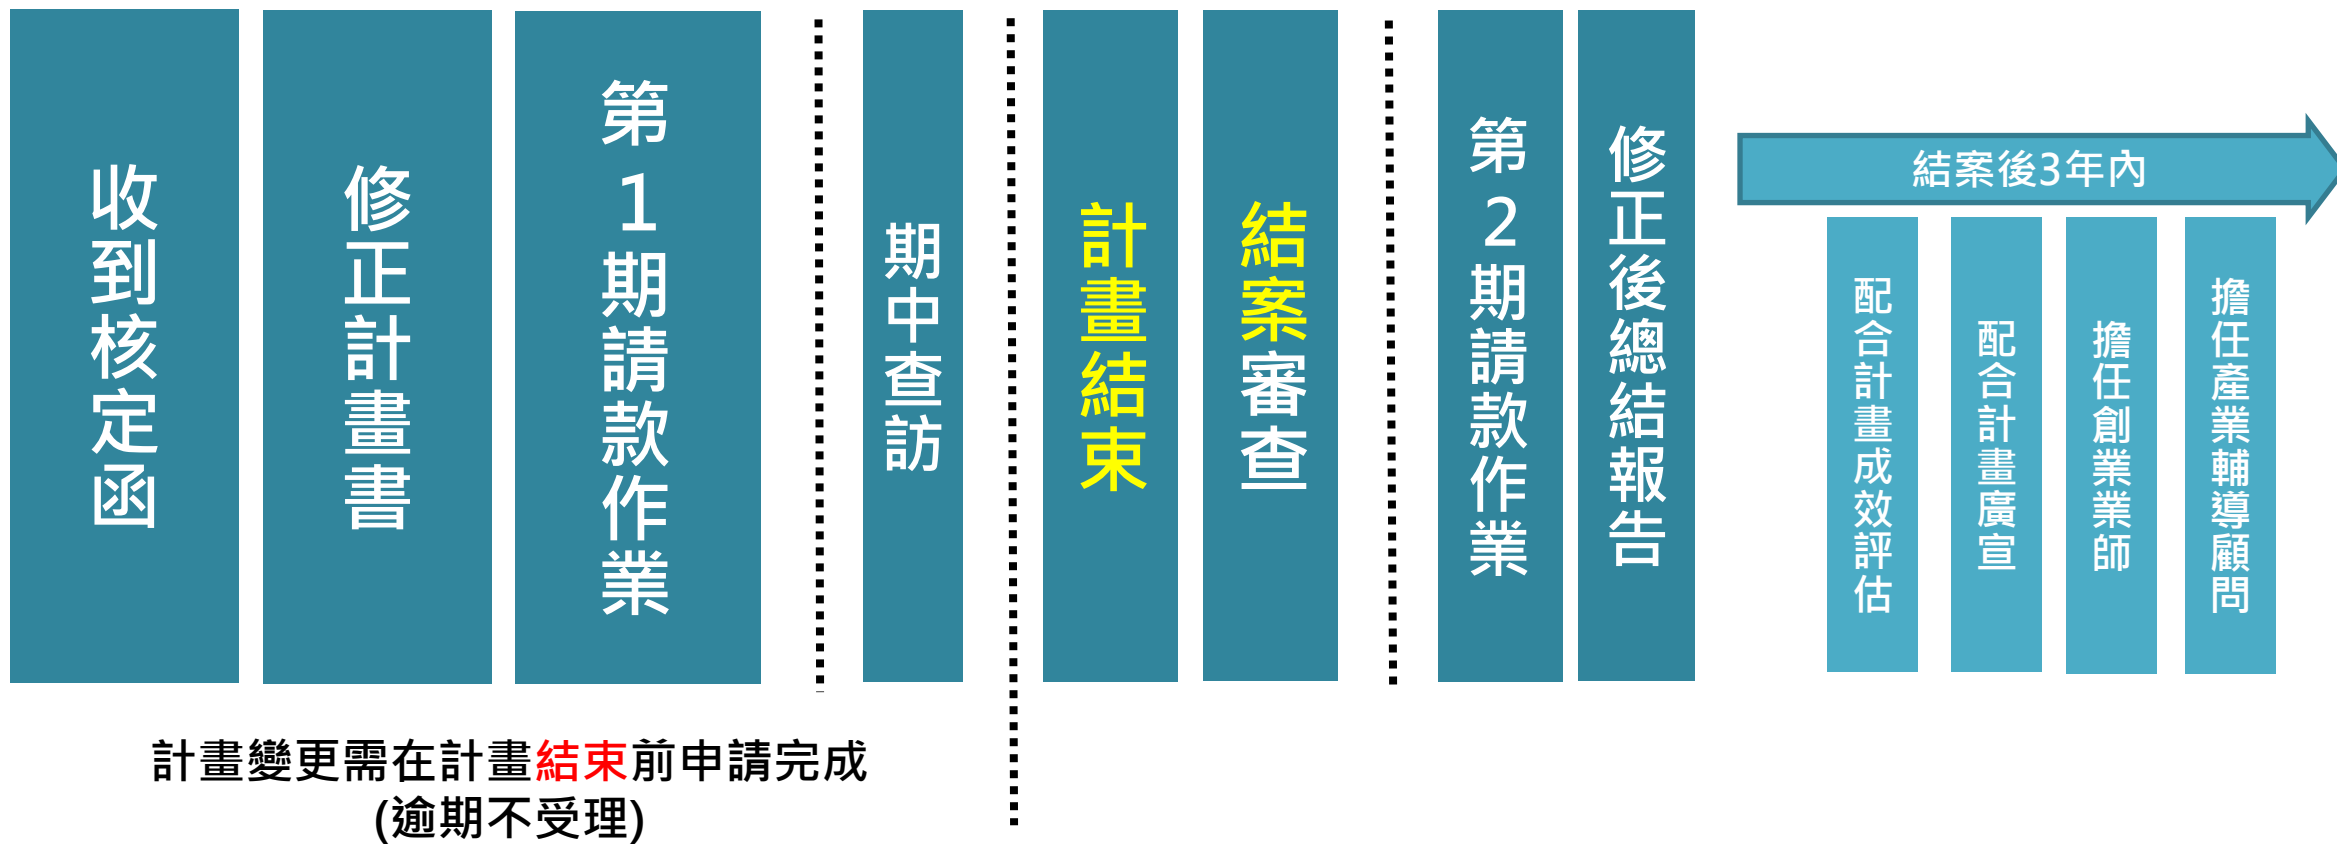 收到核定函
修正計畫書
第1期請款作業
期中查訪
計畫結束
結案審查
第2期請款作業
修正後總結報告
結案後3年內
配合計畫成效評估
配合計畫廣宣
擔任創業業師
擔任產業輔導顧問
計畫變更需在計畫結束前申請完成
(逾期不受理)